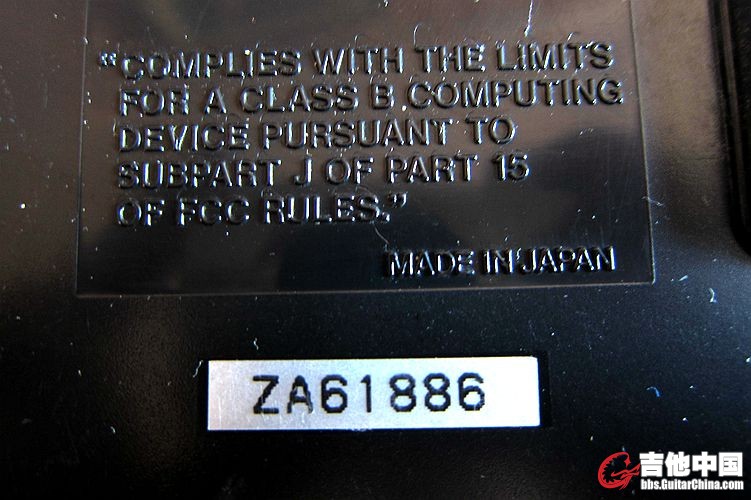 "COMPLIES WITH THE LIMITS
FOR A CLASS B COMPUTING
DEVICE PURSUANT TO
SUBPART J OF PART 15
OF FCC RULES."
MADE IN JAPAN
ZA61886
吉他中国
bbs.GuitarChina.com